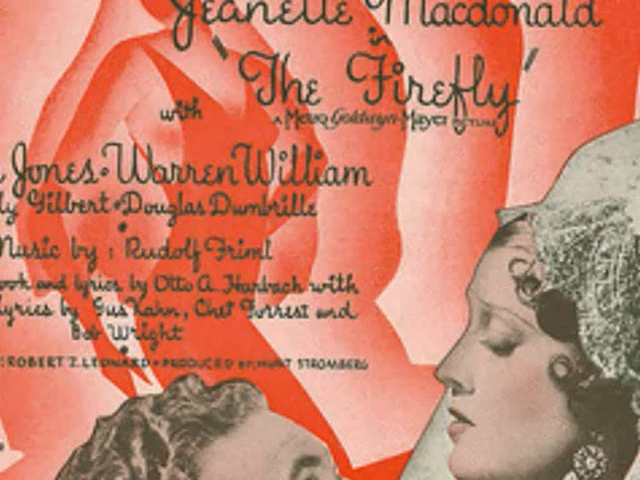 Jeanette Macdonald
in
"The Firefly"
with
A Metro Goldwyn Mayer PICTURE
Jones • Warren William
Gilbert • Douglas Dumbrille
Music by : Rudolf Friml
and lyrics by Otto A. Harbach with
lyrics by Gus Kahn, Chet Forrest and
Bob Wright
: ROBERT Z. LEONARD • PRODUCED BY HUNT STROMBERG